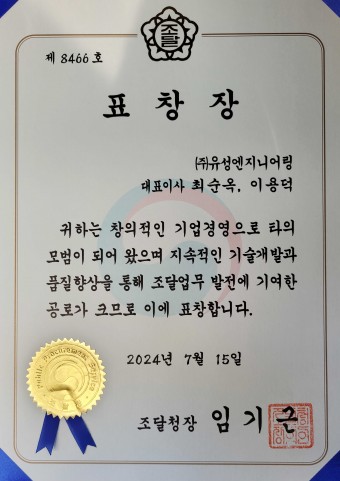 조달
제 8466 호
표 창 장
(주)유성엔지니어링
대표이사 최순옥, 이용덕
귀하는 창의적인 기업경영으로 타의
모범이 되어 왔으며 지속적인 기술개발과
품질향상을 통해 조달업무 발전에 기여한
공로가 크므로 이에 표창합니다.
2024년 7월 15일
조달청장 임기근
Public Procurement Service